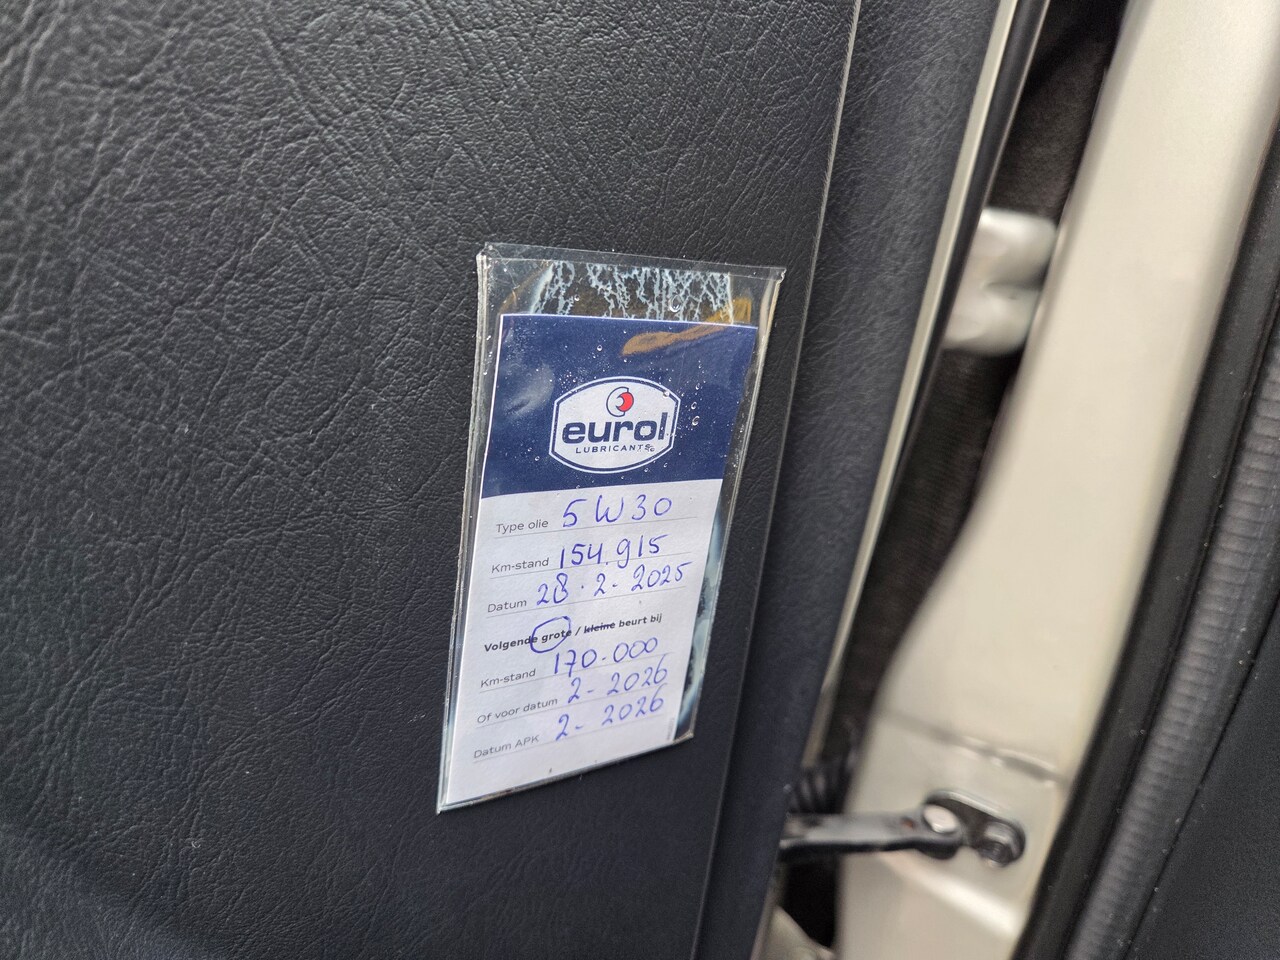 eurol
LUBRICANTS
Type olie 5W30
Km-stand 154.915
Datum 28.2-2025
Volgende grote / kleine beurt bij
Km-stand 170.000
Of voor datum 2-2026
Datum APK 2-2026